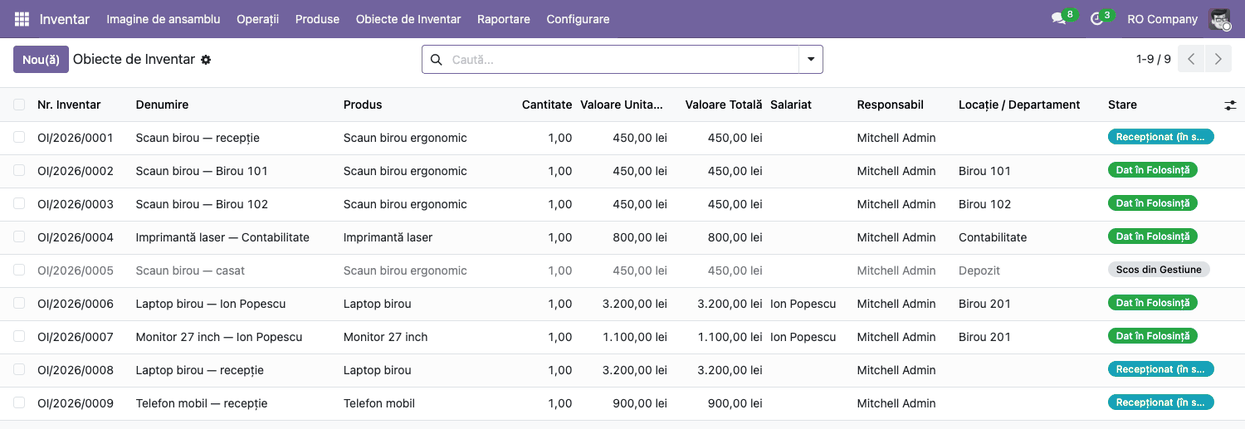 Inventar Imagine de ansamblu Operații Produse Obiecte de Inventar Raportare Configurare 8 3 RO Company
Nou(ă) Obiecte de Inventar Caută... 1-9 / 9
Nr. Inventar Denumire Produs Cantitate Valoare Unita... Valoare Totală Salariat Responsabil Locație / Departament Stare
OI/2026/0001 Scaun birou — recepție Scaun birou ergonomic 1,00 450,00 lei 450,00 lei Mitchell Admin Recepționat (în s...
OI/2026/0002 Scaun birou — Birou 101 Scaun birou ergonomic 1,00 450,00 lei 450,00 lei Mitchell Admin Birou 101 Dat în Folosință
OI/2026/0003 Scaun birou — Birou 102 Scaun birou ergonomic 1,00 450,00 lei 450,00 lei Mitchell Admin Birou 102 Dat în Folosință
OI/2026/0004 Imprimantă laser — Contabilitate Imprimantă laser 1,00 800,00 lei 800,00 lei Mitchell Admin Contabilitate Dat în Folosință
OI/2026/0005 Scaun birou — casat Scaun birou ergonomic 1,00 450,00 lei 450,00 lei Mitchell Admin Depozit Scos din Gestiune
OI/2026/0006 Laptop birou — Ion Popescu Laptop birou 1,00 3.200,00 lei 3.200,00 lei Ion Popescu Mitchell Admin Birou 201 Dat în Folosință
OI/2026/0007 Monitor 27 inch — Ion Popescu Monitor 27 inch 1,00 1.100,00 lei 1.100,00 lei Ion Popescu Mitchell Admin Birou 201 Dat în Folosință
OI/2026/0008 Laptop birou — recepție Laptop birou 1,00 3.200,00 lei 3.200,00 lei Mitchell Admin Recepționat (în s...
OI/2026/0009 Telefon mobil — recepție Telefon mobil 1,00 900,00 lei 900,00 lei Mitchell Admin Recepționat (în s...